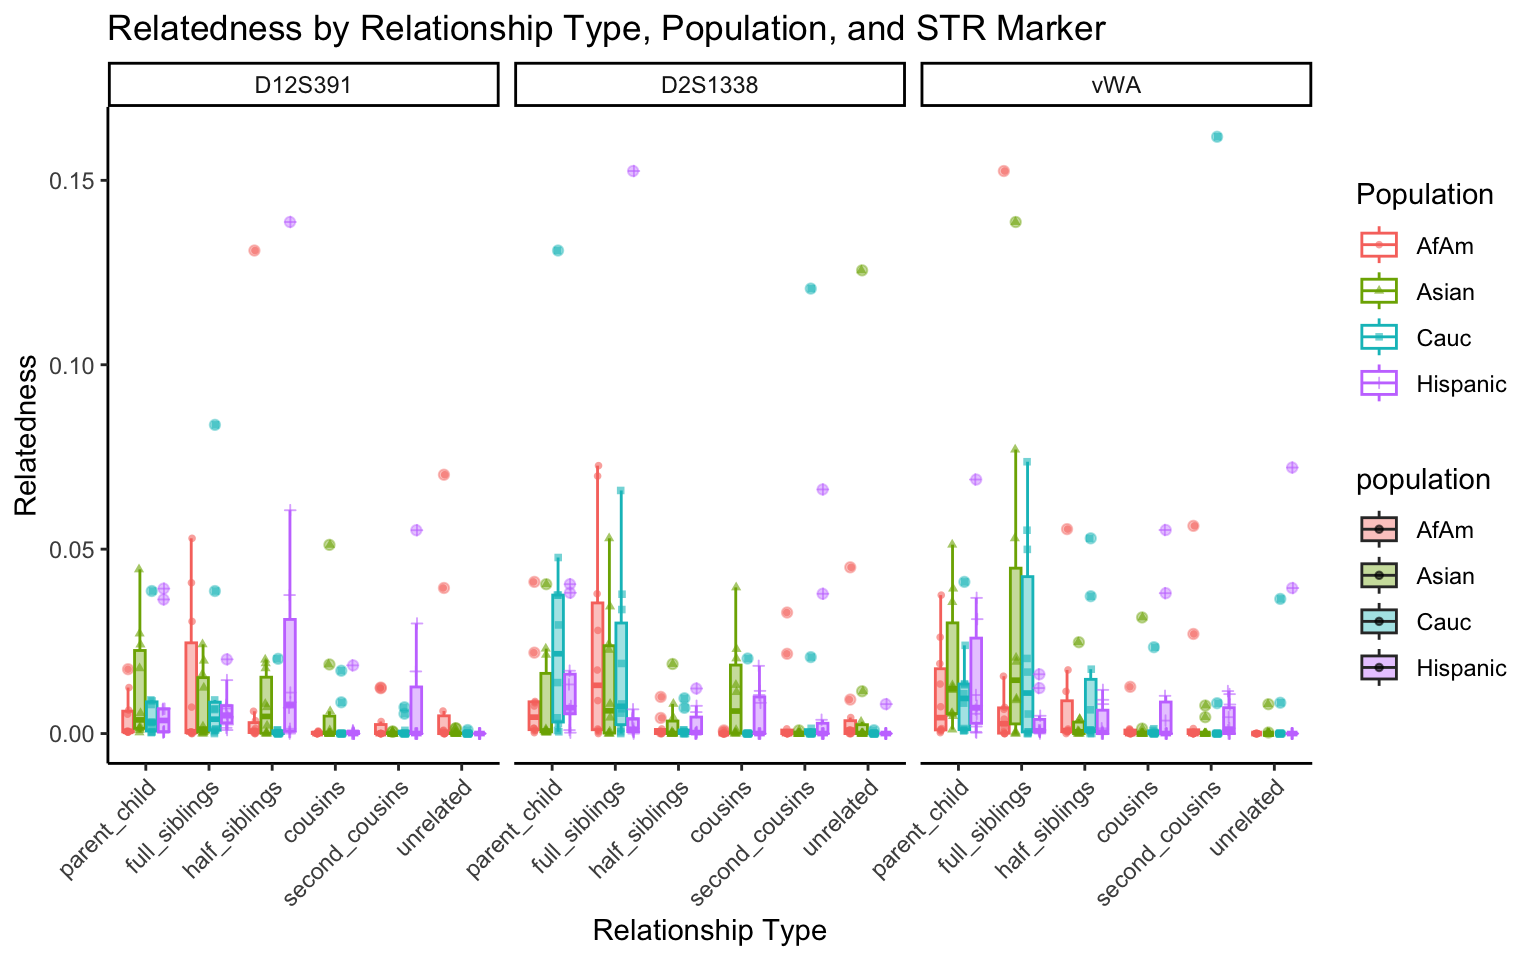 Relatedness by Relationship Type, Population, and STR Marker
D12S391
D2S1338
vWA
Relatedness
0.15
0.10
0.05
0.00
parent_child
full_siblings
half_siblings
cousins
second_cousins
unrelated
parent_child
full_siblings
half_siblings
cousins
second_cousins
unrelated
parent_child
full_siblings
half_siblings
cousins
second_cousins
unrelated
Relationship Type
Population
AfAm
Asian
Cauc
Hispanic
population
AfAm
Asian
Cauc
Hispanic